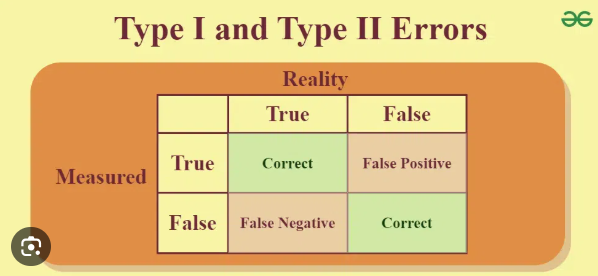 Type I and Type II Errors
Reality
True False
Measured
True Correct False Positive
False False Negative Correct